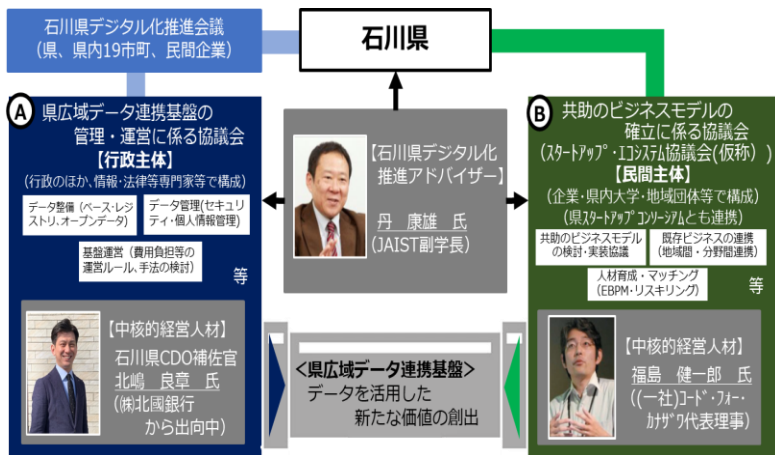 石川県デジタル化推進会議
(県、県内19市町、民間企業)
石川県
A
県広域データ連携基盤の
管理・運営に係る協議会
【行政主体】
(行政のほか、情報・法律等専門家等で構成)
データ整備(ベース・レジ
ストリ、オープンデータ)
データ管理(セキュリ
ティ・個人情報管理)
基盤運営(費用負担等の
運営ルール、手法の検討)
等
【中核的経営人材】
石川県CDO補佐官
北嶋 良章 氏
(㈱北國銀行
から出向中)
【石川県デジタル化
推進アドバイザー】
丹 康雄 氏
(JAIST副学長)
<県広域データ連携基盤>
データを活用した
新たな価値の創出
B
共助のビジネスモデルの
確立に係る協議会
(スタートアップ・エコシステム協議会(仮称))
【民間主体】
(企業・県内大学・地域団体等で構成)
(県スタートアップコンソーシアムとも連携)
共助のビジネスモデル
の検討・実装協議
既存ビジネスの連携
(地域間・分野間連携)
人材育成・マッチング
(EBPM・リスキリング)
等
【中核的経営人材】
福島 健一郎 氏
((一社)コード・フォー・
カナザワ代表理事)